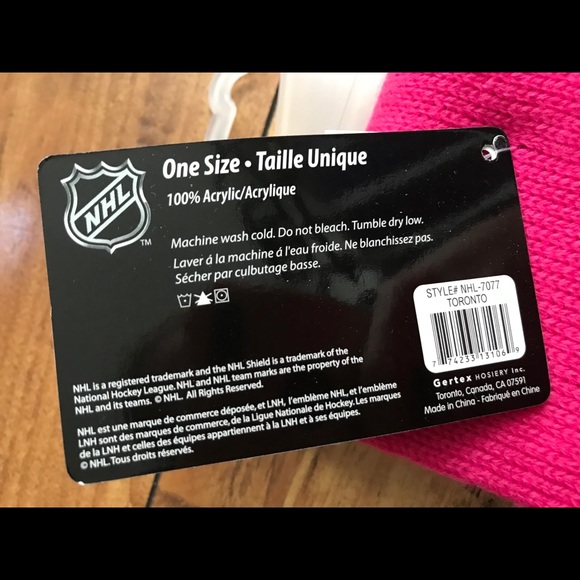 NHL
TM
One Size • Taille Unique
100% Acrylic/Acrylique
Machine wash cold. Do not bleach. Tumble dry low.
Laver á la machine á l'eau froide. Ne blanchissez pas.
Sécher par culbutage basse.
NHL is a registered trademark and the NHL Shield is a trademark of the
National Hockey League. NHL and NHL team marks are the property of the
NHL and its teams. © NHL. All Rights Reserved.
NHL est une marque de commerce déposée, et LNH, l'emblème NHL, et l'emblème
LNH sont des marques de commerce, de la Ligue Nationale de Hockey. Les marques
de la LNH et celles des équipes appartiennent à la LNH et à ses équipes.
© NHL. Tous droits réservés.
STYLE# NHL-7077
TORONTO
7 74233 13106 9
Gertex HOSIERY Inc.
Toronto, Canada, CA 07591
Made in China - Fabriqué en Chine